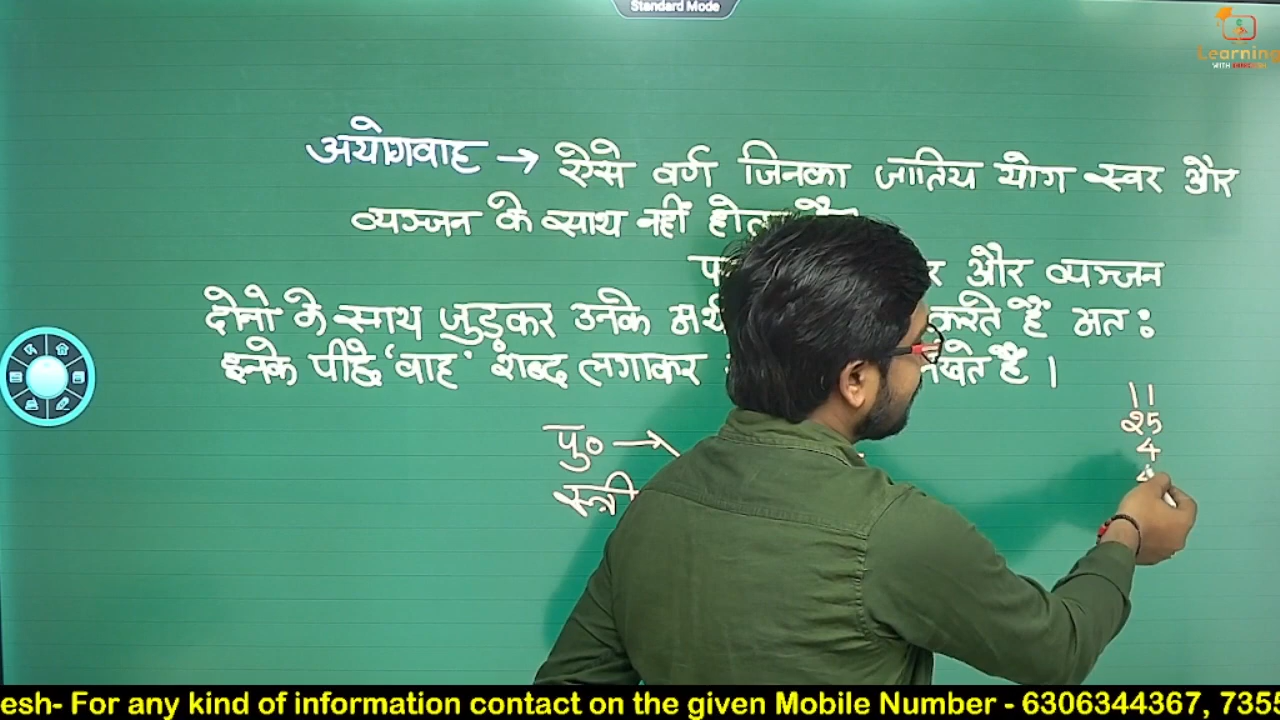 Standard Mode
Learning
अयोगवाह → ऐसे वर्ण जिनका जातिय योग स्वर और
व्यञ्जन के साथ नहीं
और व्यञ्जन
दोनो के साथ जुड़कर उनके करते हैं अत:
इनके पीछे 'वाह' शब्द लगाकर हैं ।
11
25
4
पु० →
स्त्री
esh- For any kind of information contact on the given Mobile Number - 6306344367, 7355